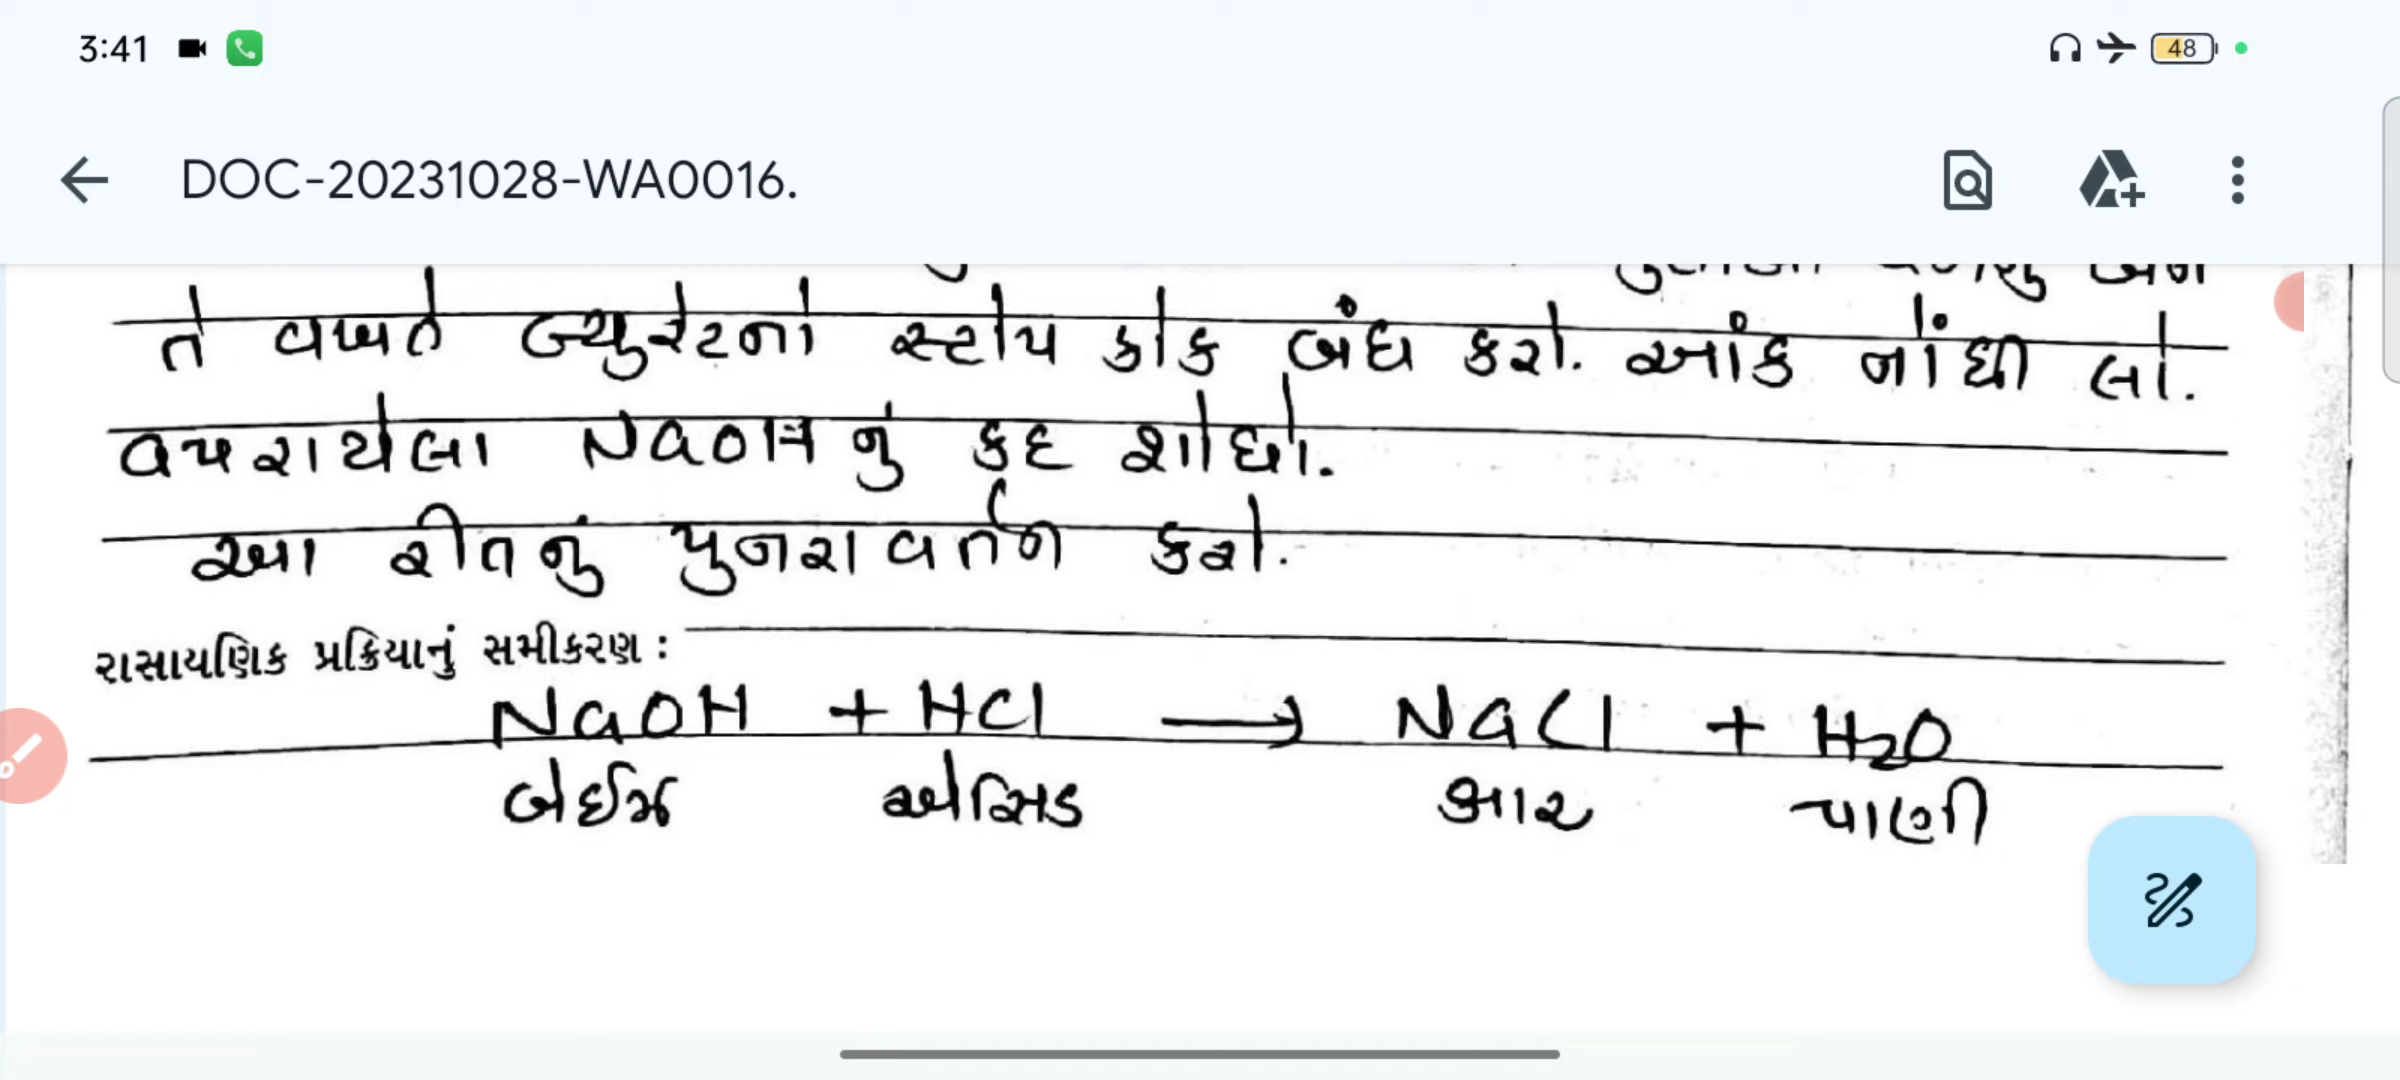 3:41 48
DOC-20231028-WA0016.
તે વખતે બ્યુરેટનો સ્ટોપ કોક બંધ કરો. આંક નોંધી લો.
વપરાયેલા NaOH નું કદ શોધો.
આ રીતનું પુનરાવર્તન કરો.
રાસાયણિક પ્રક્રિયાનું સમીકરણ :
NaOH + HCl → NaCl + H2O
બેઈઝ એસિડ ક્ષાર પાણી